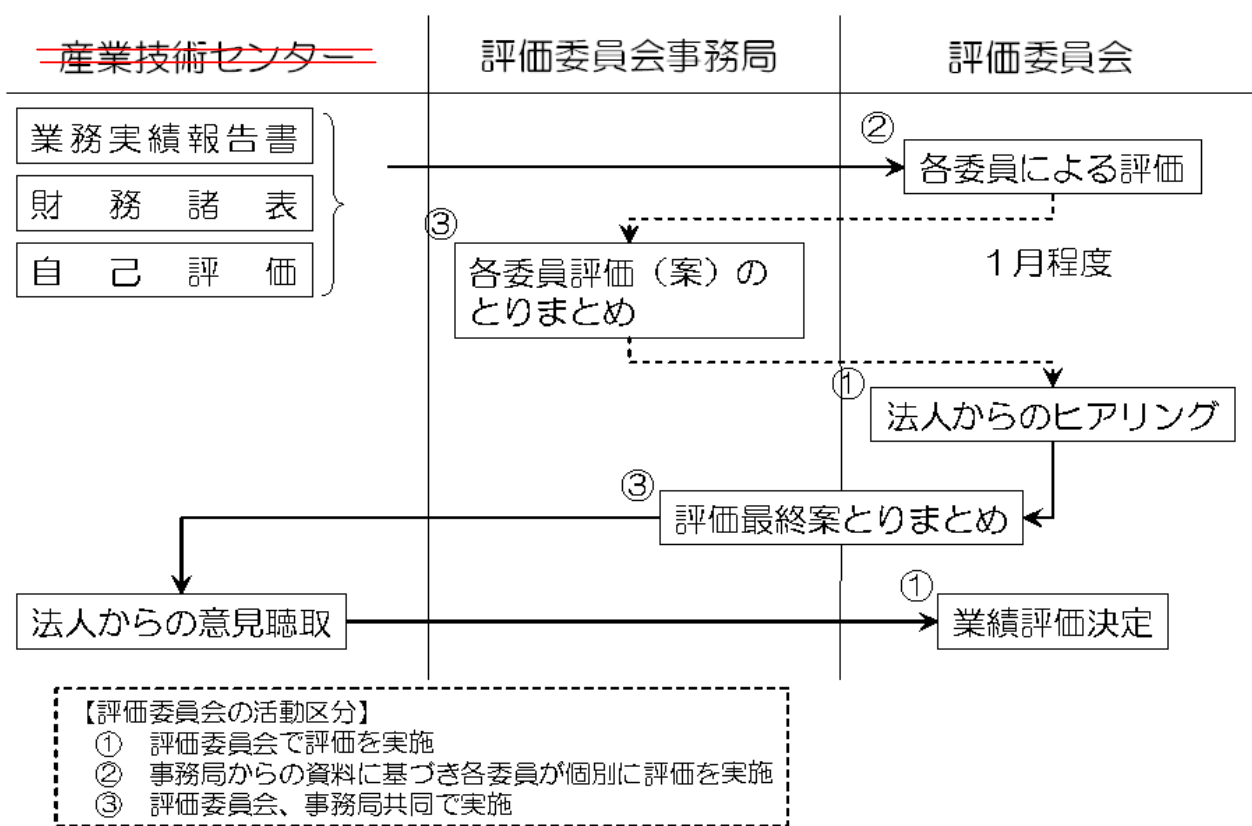 産業技術センター
評価委員会事務局
評価委員会
業務実績報告書
財務諸表
自己評価
②
各委員による評価
③
各委員評価（案）の
とりまとめ
１月程度
①
法人からのヒアリング
③
評価最終案とりまとめ
法人からの意見聴取
①
業績評価決定
【評価委員会の活動区分】
①　評価委員会で評価を実施
②　事務局からの資料に基づき各委員が個別に評価を実施
③　評価委員会、事務局共同で実施